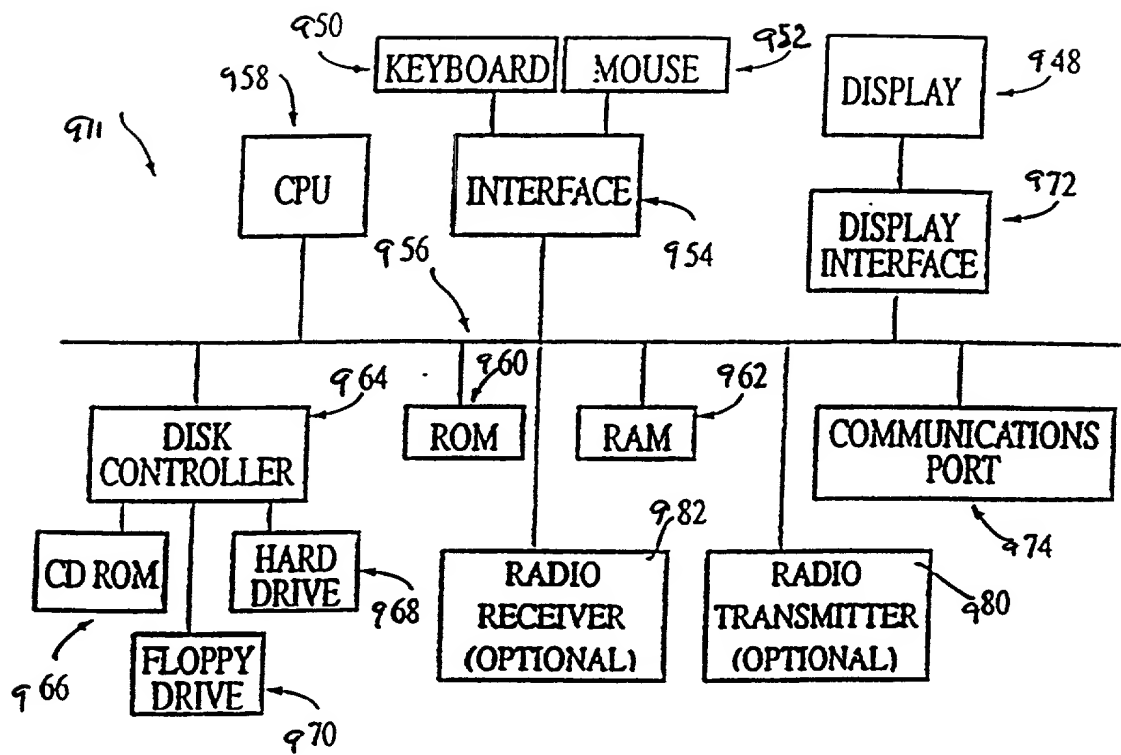 950
KEYBOARD
MOUSE
952
958
DISPLAY
948
911
CPU
INTERFACE
954
972
DISPLAY
INTERFACE
956
964
DISK
CONTROLLER
960
ROM
962
RAM
COMMUNICATIONS
PORT
974
CD ROM
966
HARD
DRIVE
968
FLOPPY
DRIVE
970
982
RADIO
RECEIVER
(OPTIONAL)
RADIO
TRANSMITTER
(OPTIONAL)
980